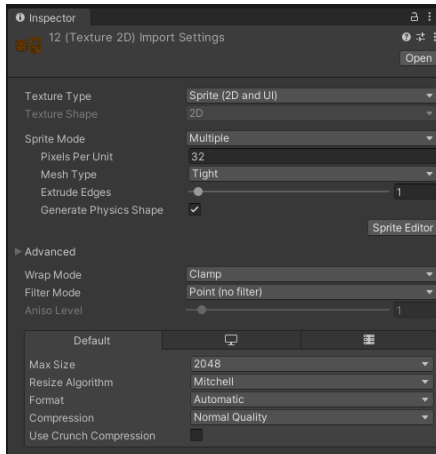 Inspector
12 (Texture 2D) Import Settings
Open
Texture Type Sprite (2D and UI)
Texture Shape 2D
Sprite Mode Multiple
Pixels Per Unit 32
Mesh Type Tight
Extrude Edges 1
Generate Physics Shape
Sprite Editor
Advanced
Wrap Mode Clamp
Filter Mode Point (no filter)
Aniso Level 1
Default
Max Size 2048
Resize Algorithm Mitchell
Format Automatic
Compression Normal Quality
Use Crunch Compression